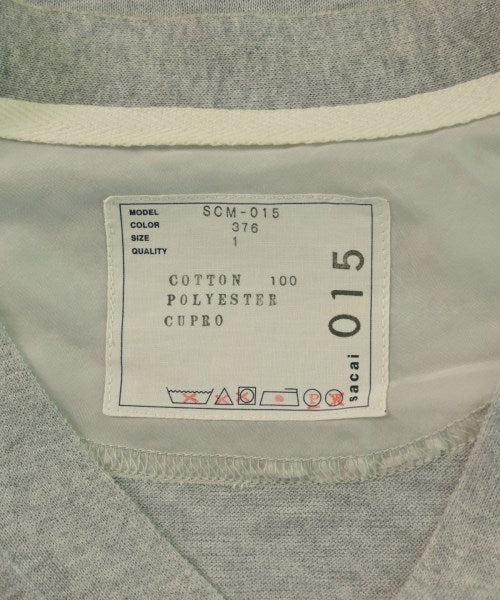 MODEL SCM-015
COLOR 376
SIZE 1
QUALITY
COTTON 100
POLYESTER
CUPRO
P W
sacai 015